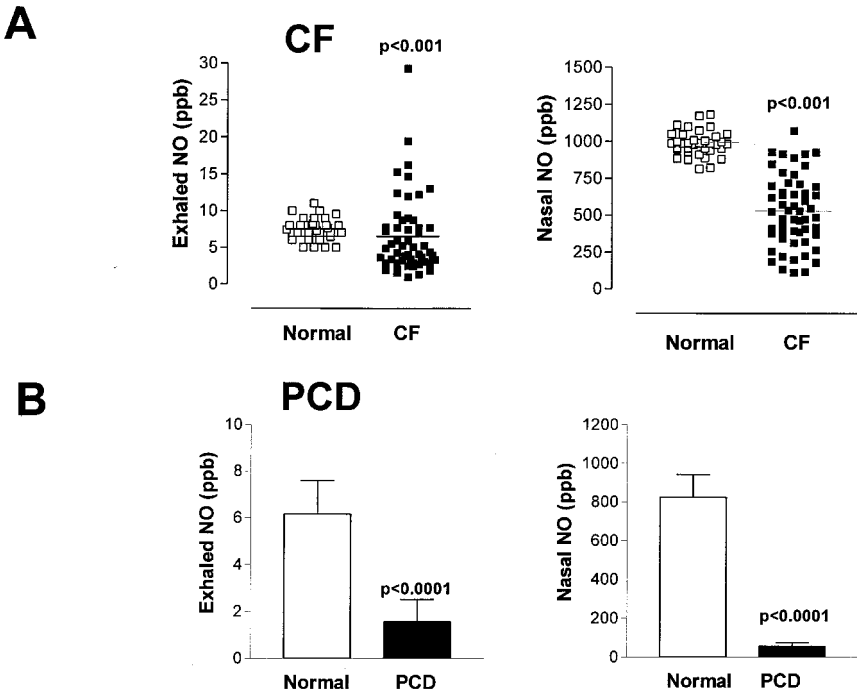 A
CF
p<0.001
30
25
20
15
10
5
0
Exhaled NO (ppb)
Normal CF
p<0.001
1500
1250
1000
750
500
250
0
Nasal NO (ppb)
Normal CF
B
PCD
10
8
6
4
2
0
Exhaled NO (ppb)
p<0.0001
Normal PCD
1200
1000
800
600
400
200
0
Nasal NO (ppb)
p<0.0001
Normal PCD